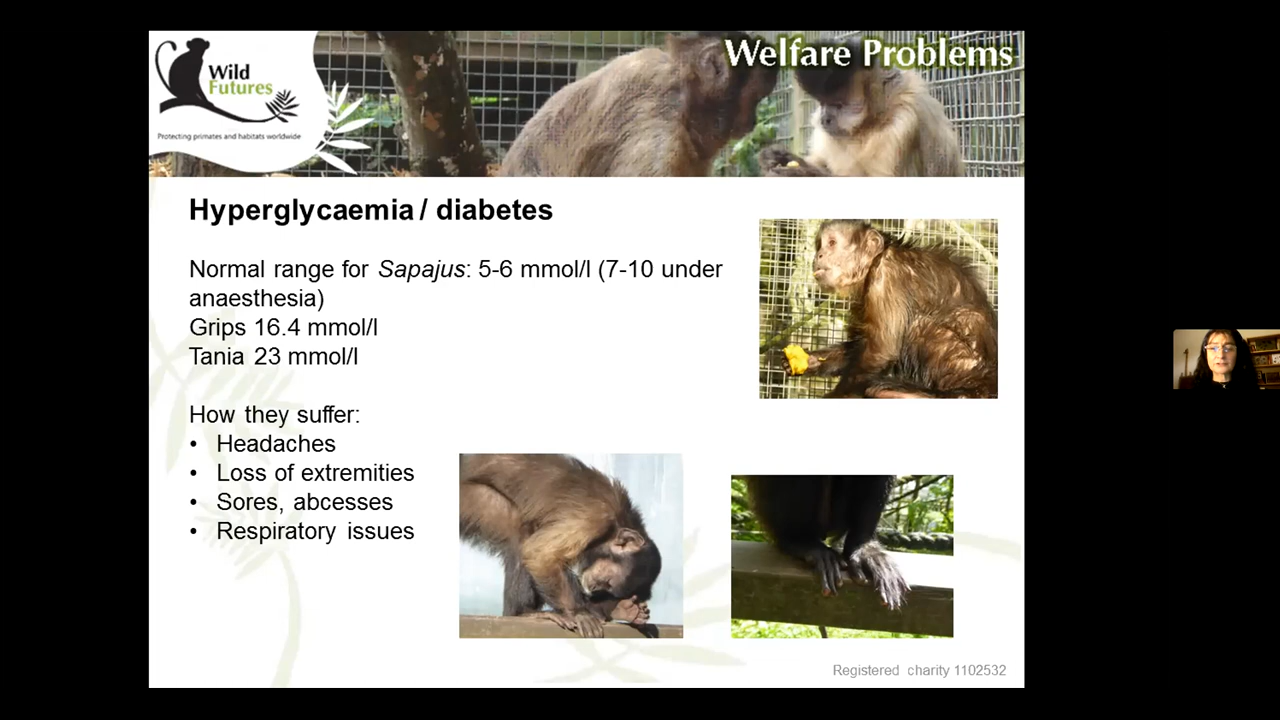 Wild
Futures
Protecting primates and habitats worldwide
Welfare Problems
Hyperglycaemia / diabetes
Normal range for Sapajus: 5-6 mmol/l (7-10 under
anaesthesia)
Grips 16.4 mmol/l
Tania 23 mmol/l
How they suffer:
• Headaches
• Loss of extremities
• Sores, abcesses
• Respiratory issues
Registered charity 1102532